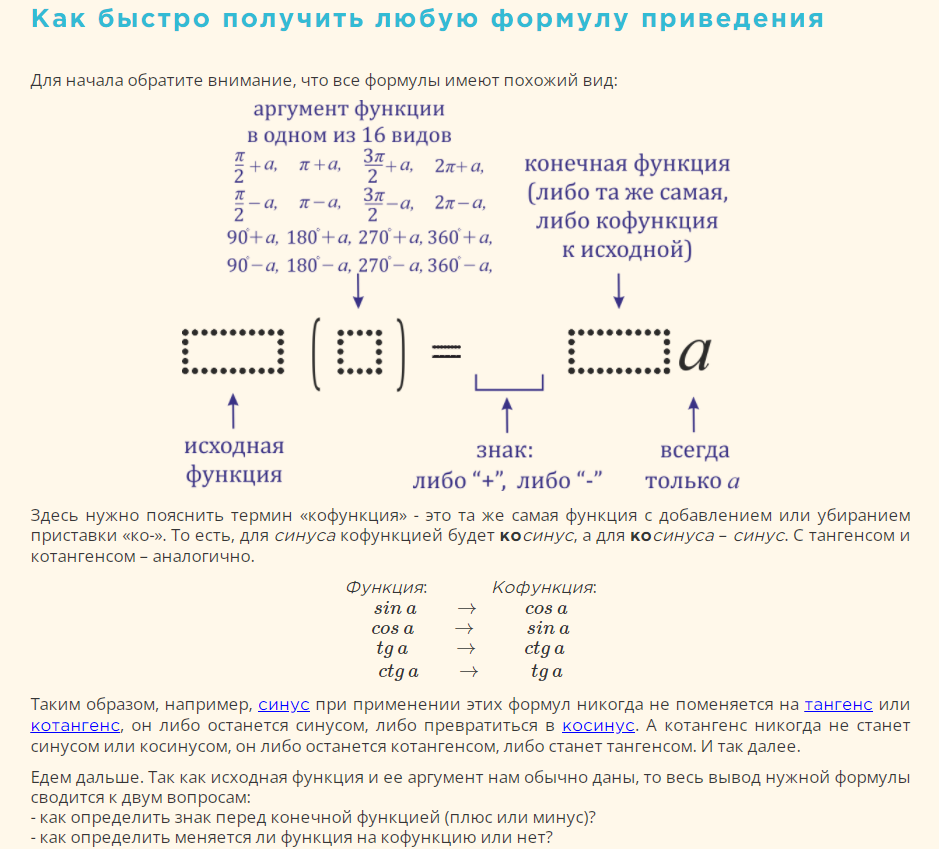 Как быстро получить любую формулу приведения
Для начала обратите внимание, что все формулы имеют похожий вид:
аргумент функции
в одном из 16 видов
π/2 + a, π + a, 3π/2 + a, 2π + a,
π/2 − a, π − a, 3π/2 − a, 2π − a,
90° + a, 180° + a, 270° + a, 360° + a,
90° − a, 180° − a, 270° − a, 360° − a,
конечная функция
(либо та же самая,
либо кофункция
к исходной)
( ) = a
исходная
функция
знак:
либо “+”, либо “-”
всегда
только a
Здесь нужно пояснить термин «кофункция» - это та же самая функция с добавлением или убиранием
приставки «ко-». То есть, для синуса кофункцией будет косинус, а для косинуса – синус. С тангенсом и
котангенсом – аналогично.
Функция: Кофункция:
sin a → cos a
cos a → sin a
tg a → ctg a
ctg a → tg a
Таким образом, например, синус при применении этих формул никогда не поменяется на тангенс или
котангенс, он либо останется синусом, либо превратиться в косинус. А котангенс никогда не станет
синусом или косинусом, он либо останется котангенсом, либо станет тангенсом. И так далее.
Едем дальше. Так как исходная функция и ее аргумент нам обычно даны, то весь вывод нужной формулы
сводится к двум вопросам:
- как определить знак перед конечной функцией (плюс или минус)?
- как определить меняется ли функция на кофункцию или нет?